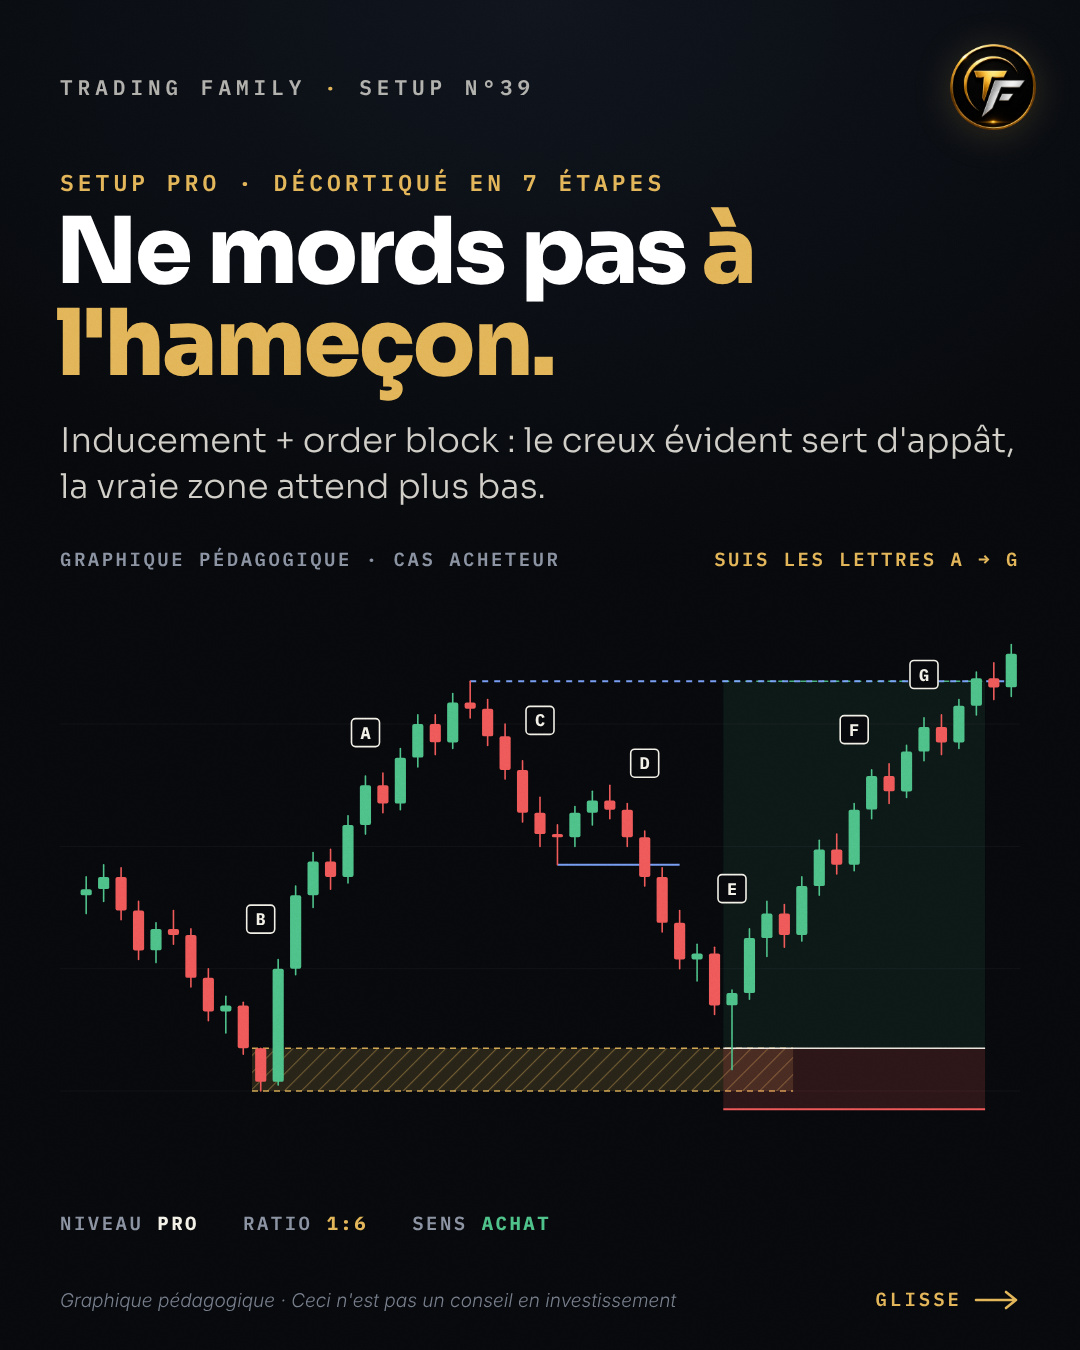 TRADING FAMILY · SETUP N°39
TF
SETUP PRO · DÉCORTIQUÉ EN 7 ÉTAPES
Ne mords pas à
l'hameçon.
Inducement + order block : le creux évident sert d'appât,
la vraie zone attend plus bas.
GRAPHIQUE PÉDAGOGIQUE · CAS ACHETEUR
SUIS LES LETTRES A → G
G
A
C
F
D
E
B
NIVEAU PRO RATIO 1:6 SENS ACHAT
Graphique pédagogique · Ceci n'est pas un conseil en investissement
GLISSE →